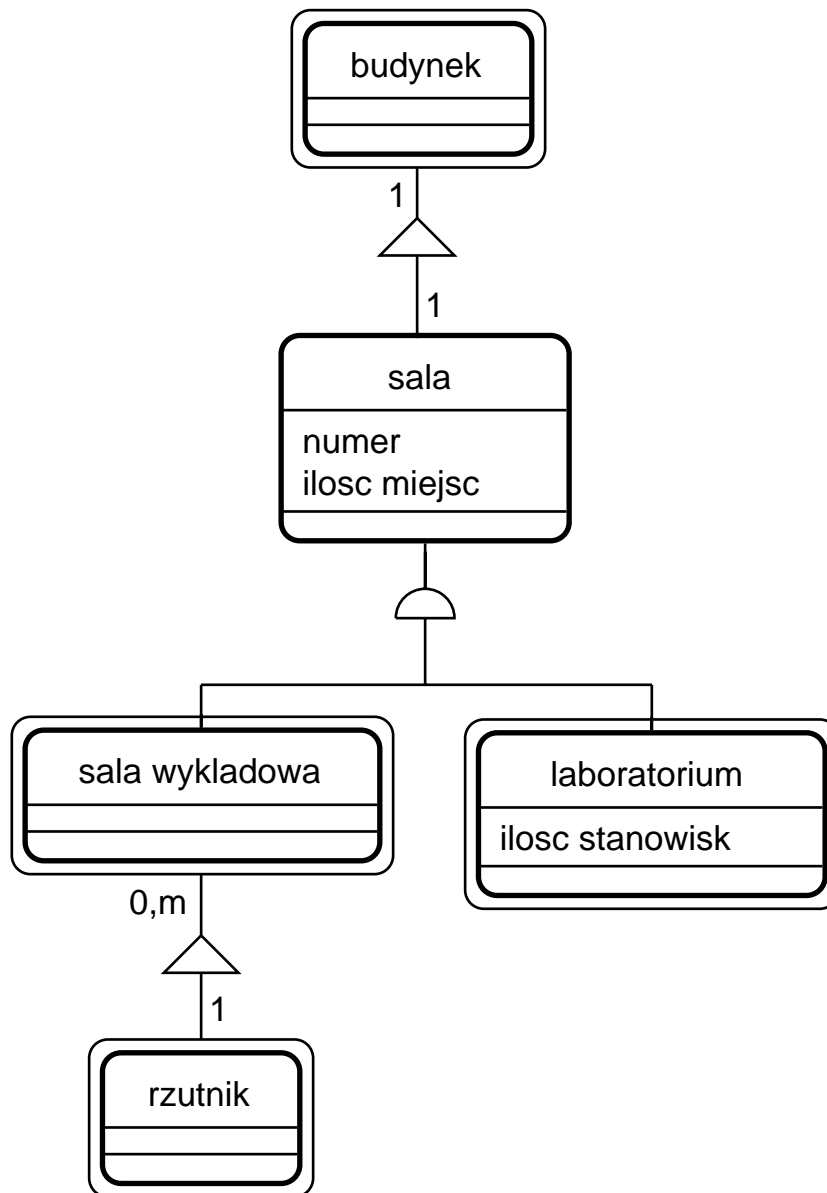 budynek
1
1
sala
numer
ilosc miejsc
sala wykladowa
laboratorium
ilosc stanowisk
0,m
1
rzutnik